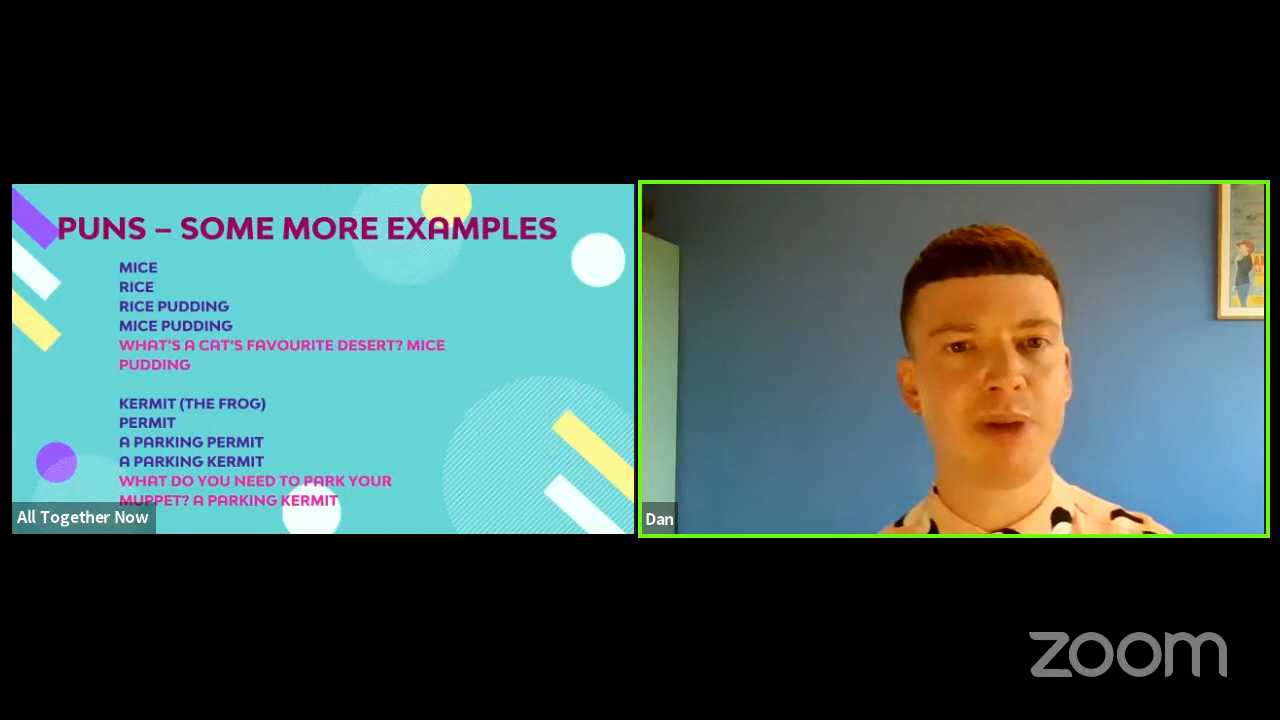 PUNS – SOME MORE EXAMPLES
MICE
RICE
RICE PUDDING
MICE PUDDING
WHAT'S A CAT'S FAVOURITE DESERT? MICE
PUDDING
KERMIT (THE FROG)
PERMIT
A PARKING PERMIT
A PARKING KERMIT
WHAT DO YOU NEED TO PARK YOUR
MUPPET? A PARKING KERMIT
All Together Now
Dan
zoom